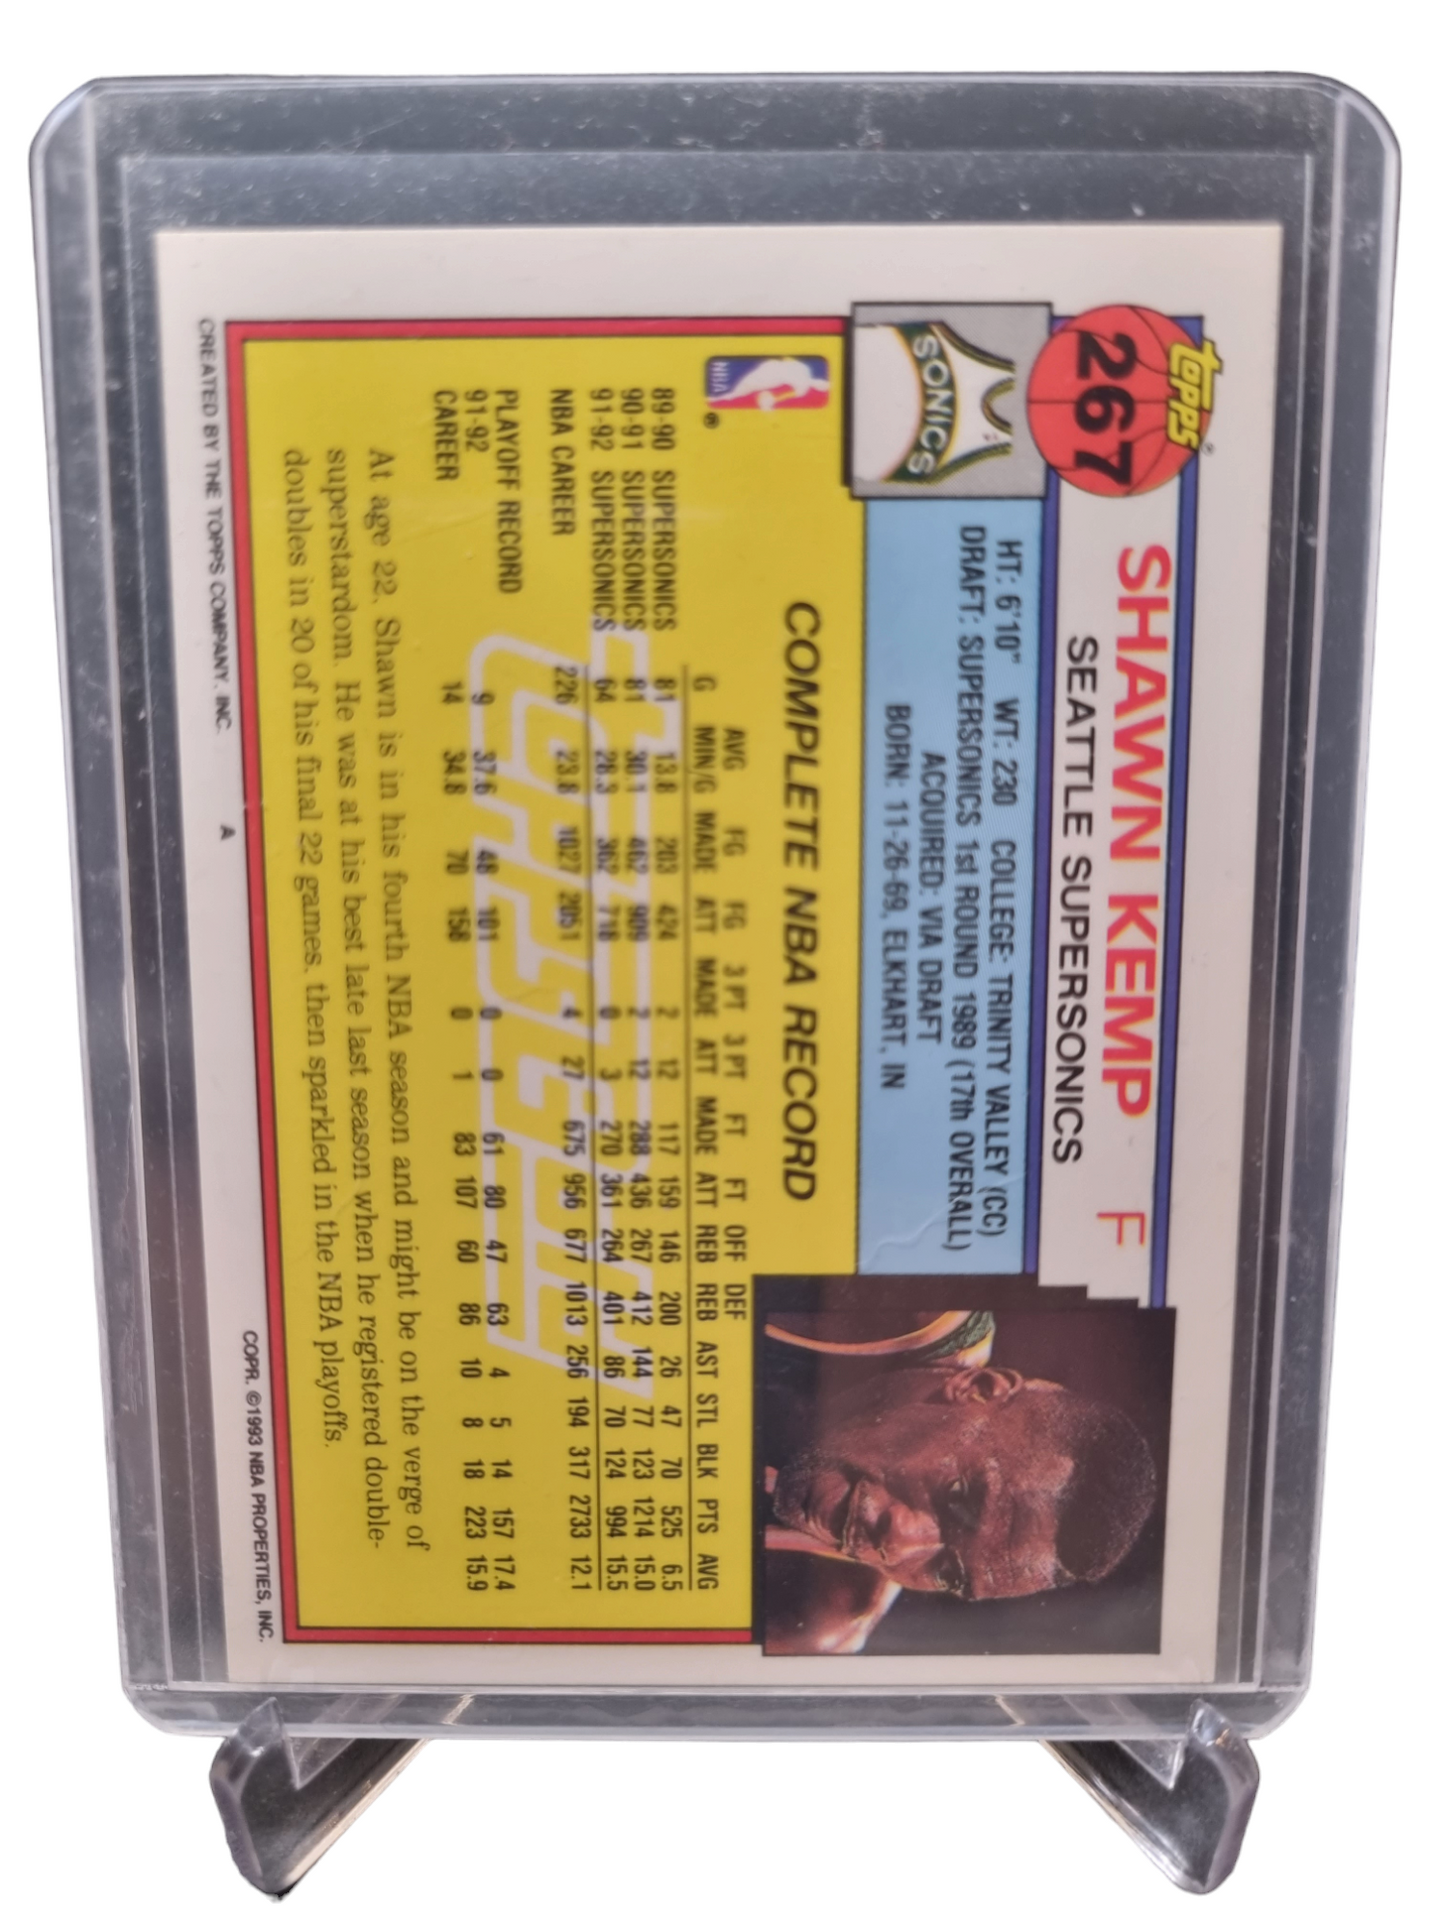 topps®
267
SHAWN KEMP F
SEATTLE SUPERSONICS
SONICS
HT: 6'10" WT: 230 COLLEGE: TRINITY VALLEY (CC)
DRAFT: SUPERSONICS 1st ROUND 1989 (17th OVERALL)
ACQUIRED: VIA DRAFT
BORN: 11-26-69, ELKHART, IN
NBA ®
COMPLETE NBA RECORD
AVG FG FG 3 PT 3 PT FT FT OFF DEF
G MIN/G MADE ATT MADE ATT MADE ATT REB REB AST STL BLK PTS AVG
89-90 SUPERSONICS 81 13.8 203 424 2 12 117 159 146 200 26 47 70 525 6.5
90-91 SUPERSONICS 81 30.1 462 909 2 12 288 436 267 412 144 77 123 1214 15.0
91-92 SUPERSONICS 64 28.3 362 718 0 3 270 361 264 401 86 70 124 994 15.5
NBA CAREER 226 23.8 1027 2051 4 27 675 956 677 1013 256 194 317 2733 12.1
PLAYOFF RECORD
91-92 9 37.6 48 101 0 0 61 80 47 63 4 5 14 157 17.4
CAREER 14 34.8 70 158 0 1 83 107 60 86 10 8 18 223 15.9
topps Gold
At age 22, Shawn is in his fourth NBA season and might be on the verge of
superstardom. He was at his best late last season when he registered double-
doubles in 20 of his final 22 games, then sparkled in the NBA playoffs.
CREATED BY THE TOPPS COMPANY, INC. A COPR. ©1993 NBA PROPERTIES, INC.